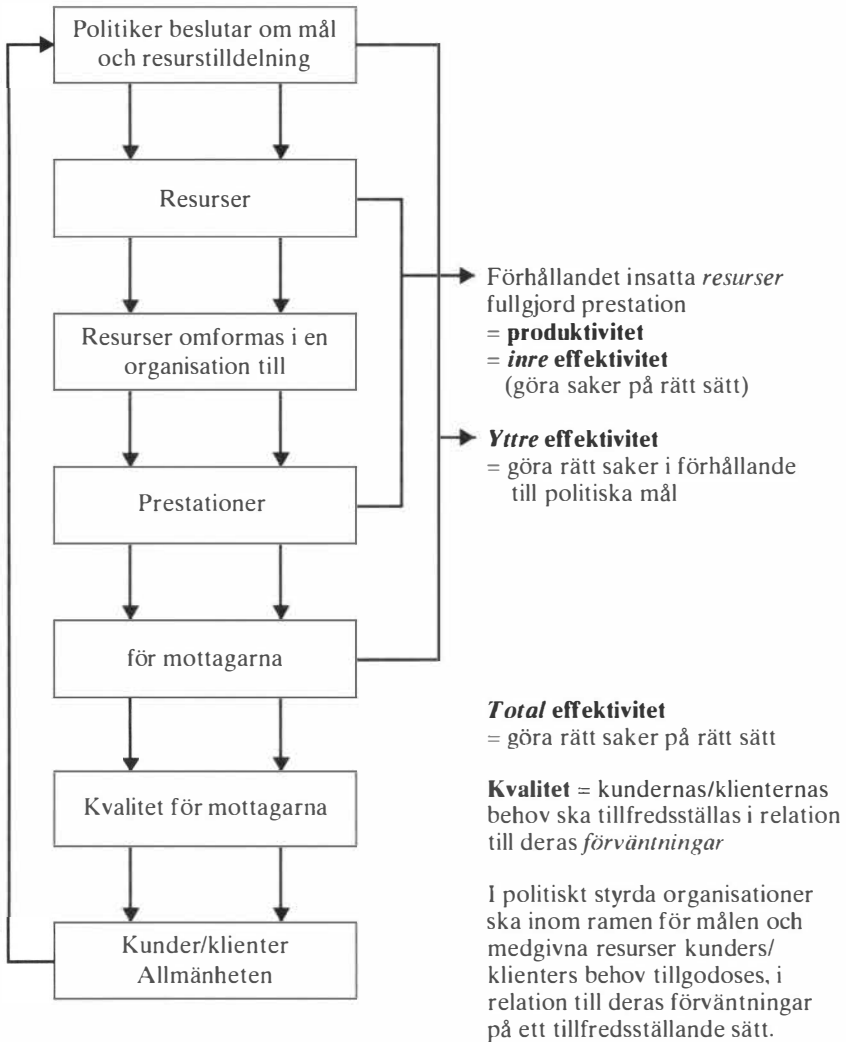 Politiker beslutar om mål
och resurstilldelning
Resurser
Resurser omformas i en
organisation till
Prestationer
för mottagarna
Kvalitet för mottagarna
Kunder/klienter
Allmänheten
Förhållandet insatta resurser
fullgjord prestation
= produktivitet
= inre effektivitet
(göra saker på rätt sätt)
Yttre effektivitet
= göra rätt saker i förhållande
till politiska mål
Total effektivitet
= göra rätt saker på rätt sätt
Kvalitet = kundernas/klienternas
behov ska tillfredsställas i relation
till deras förväntningar
I politiskt styrda organisationer
ska inom ramen för målen och
medgivna resurser kunders/
klienters behov tillgodoses, i
relation till deras förväntningar
på ett tillfredsställande sätt.